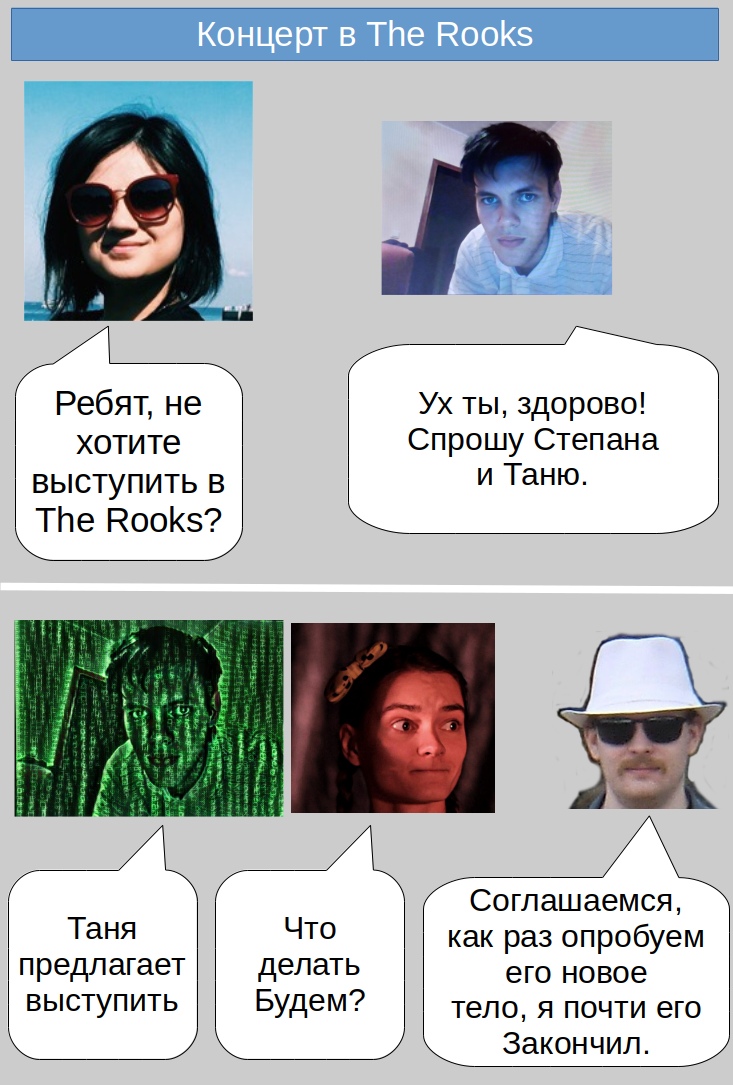 Концерт в The Rooks
Ребят, не
хотите
выступить в
The Rooks?
Ух ты, здорово!
Спрошу Степана
и Таню.
Таня
предлагает
выступить
Что
делать
Будем?
Соглашаемся,
как раз опробуем
его новое
тело, я почти его
Закончил.